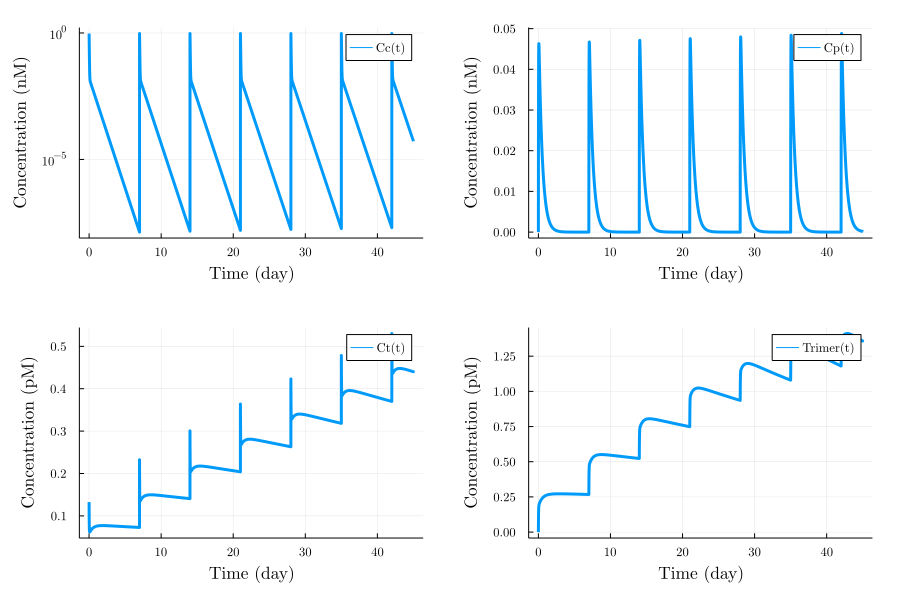 Concentration (nM)
10⁰
10⁻⁵
Cc(t)
0 10 20 30 40
Time (day)
Concentration (nM)
0.05
0.04
0.03
0.02
0.01
0.00
Cp(t)
0 10 20 30 40
Time (day)
Concentration (pM)
0.5
0.4
0.3
0.2
0.1
Ct(t)
0 10 20 30 40
Time (day)
Concentration (pM)
1.25
1.00
0.75
0.50
0.25
0.00
Trimer(t)
0 10 20 30 40
Time (day)